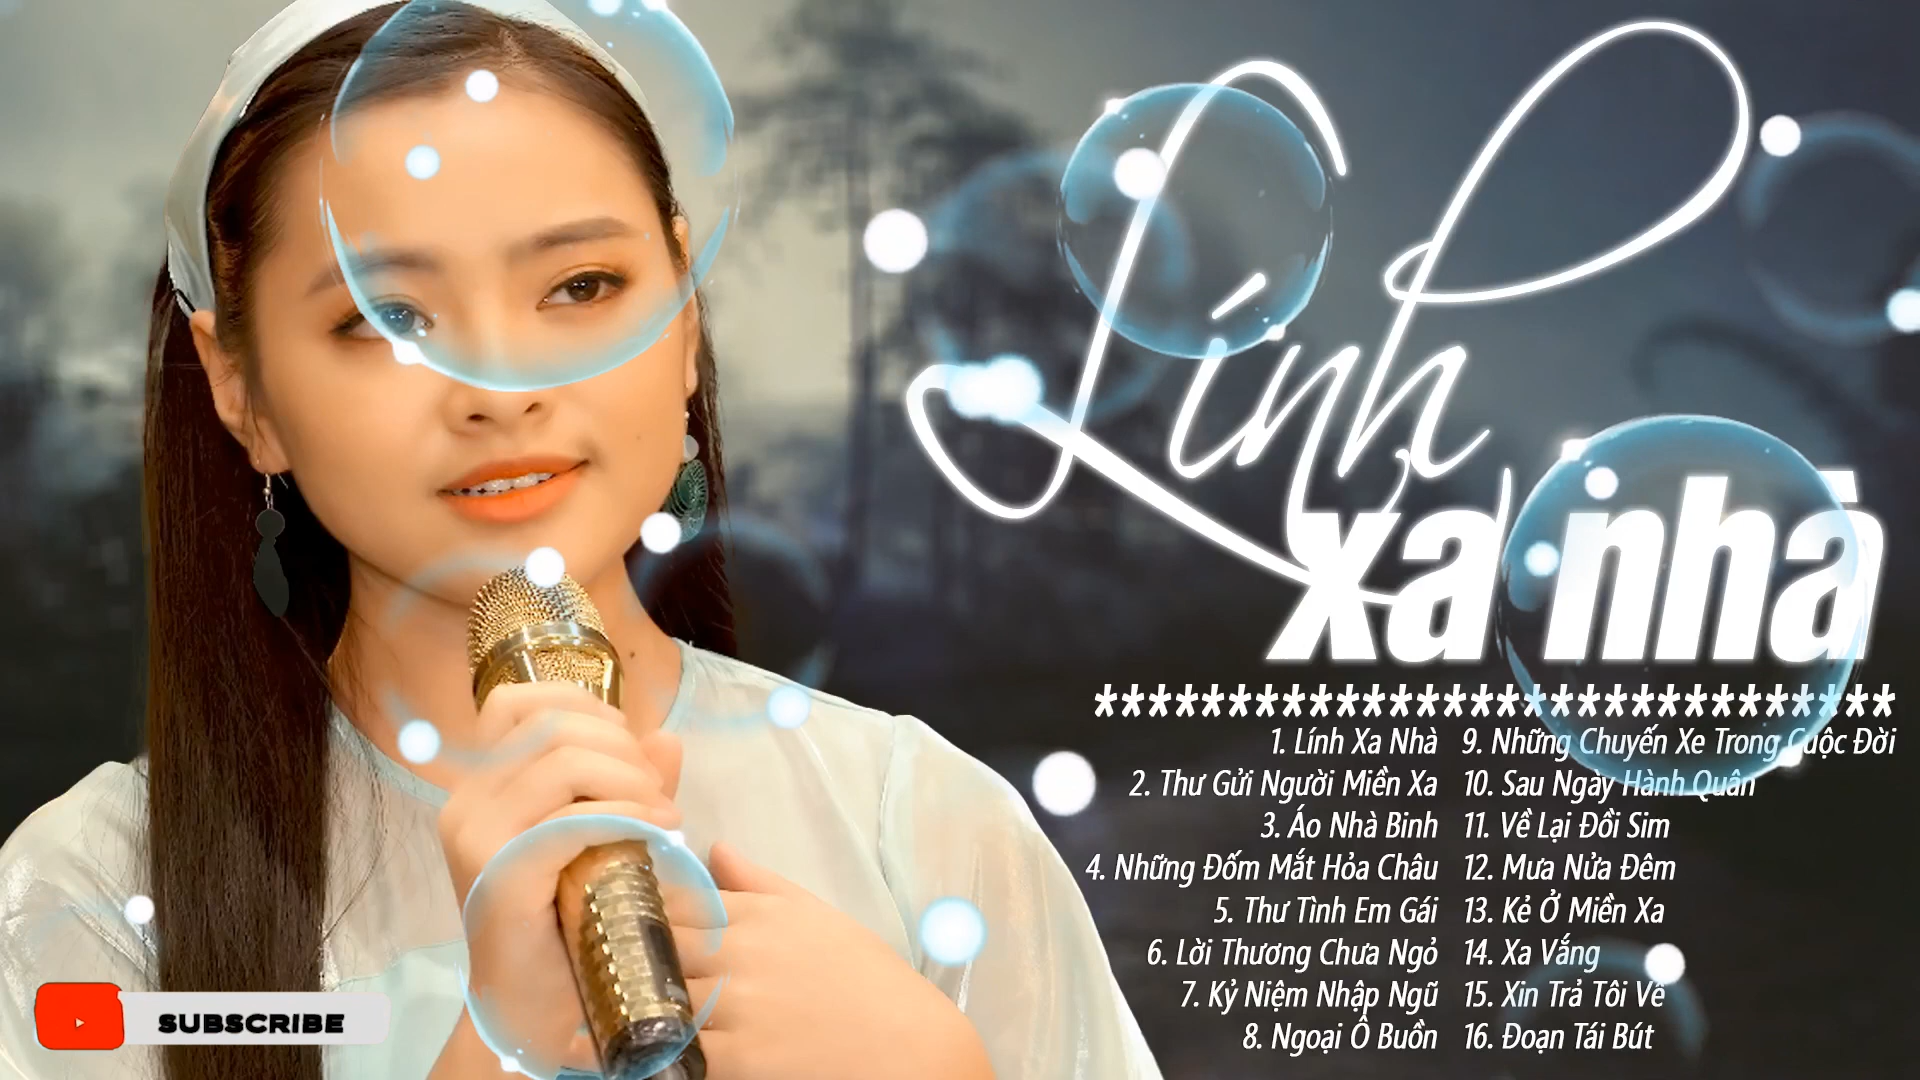 Lính
xa nhà
******************************
1. Lính Xa Nhà
2. Thư Gửi Người Miền Xa
3. Áo Nhà Binh
4. Những Đốm Mắt Hỏa Châu
5. Thư Tình Em Gái
6. Lời Thương Chưa Ngỏ
7. Kỷ Niệm Nhập Ngũ
8. Ngoại Ô Buồn
9. Những Chuyến Xe Trong Cuộc Đời
10. Sau Ngày Hành Quân
11. Về Lại Đồi Sim
12. Mưa Nửa Đêm
13. Kẻ Ở Miền Xa
14. Xa Vắng
15. Xin Trả Tôi Về
16. Đoạn Tái Bút
SUBSCRIBE